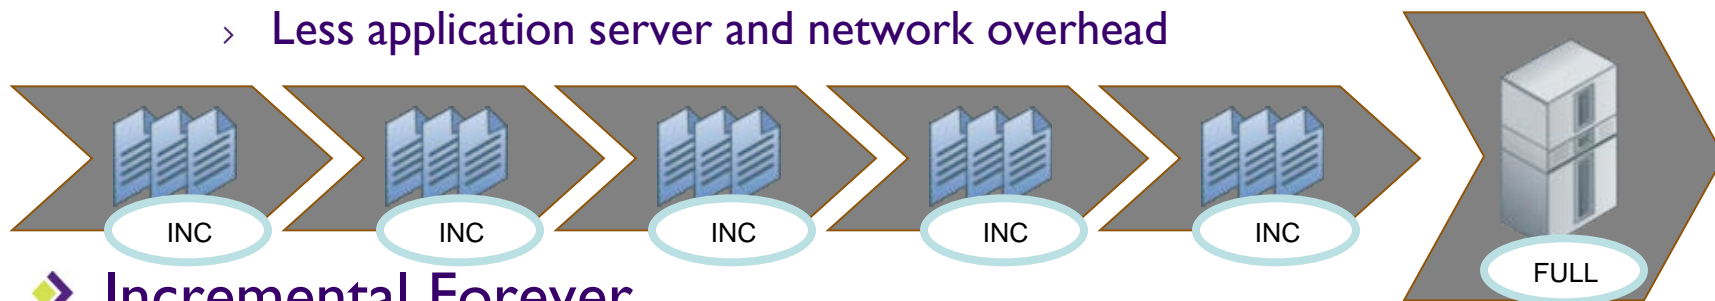 › Less application server and network overhead
INC INC INC INC INC
FULL
Incremental Forever